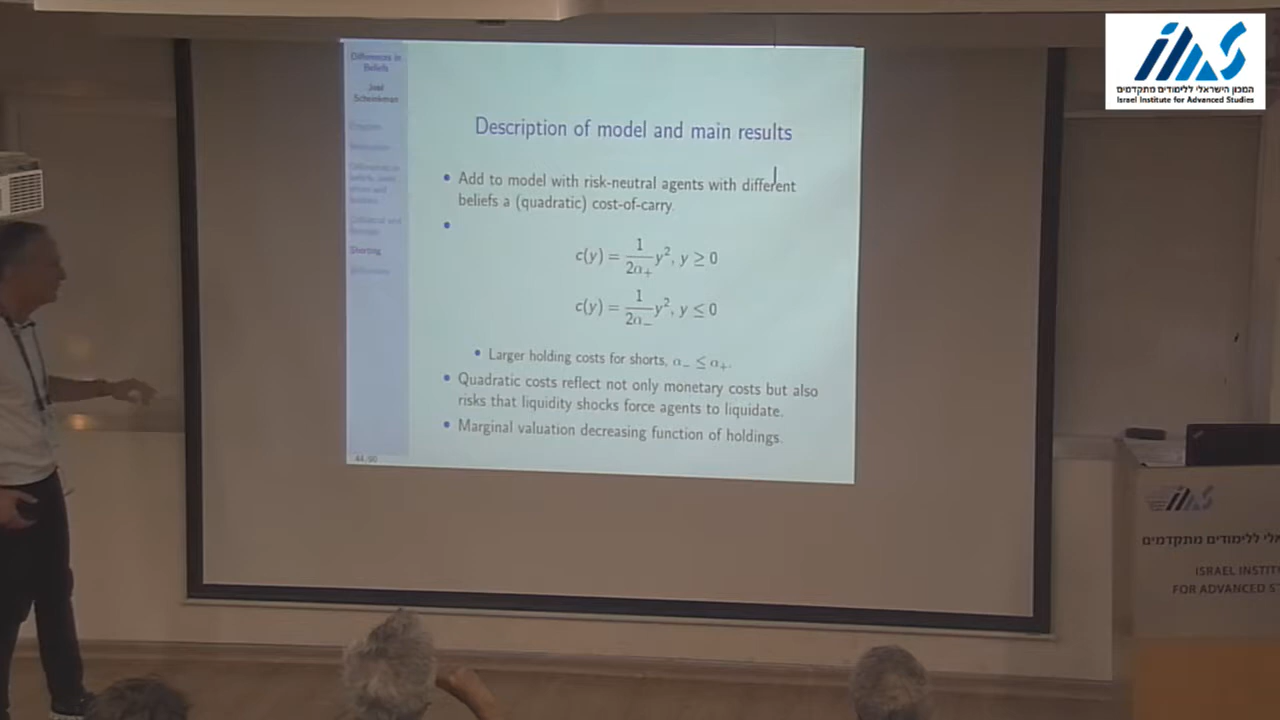 המכון הישראלי ללימודים מתקדמים
Israel Institute for Advanced Studies
Differences in
Beliefs
José
Scheinkman
Shorting
Description of model and main results
• Add to model with risk-neutral agents with different
beliefs a (quadratic) cost-of-carry.
•
c(y) = 1/(2α₊) y², y ≥ 0
c(y) = 1/(2α₋) y², y ≤ 0
• Larger holding costs for shorts, α₋ ≤ α₊.
• Quadratic costs reflect not only monetary costs but also
risks that liquidity shocks force agents to liquidate.
• Marginal valuation decreasing function of holdings.
44/90
ללימודים מתקדמים
ISRAEL
FOR ADVANCED